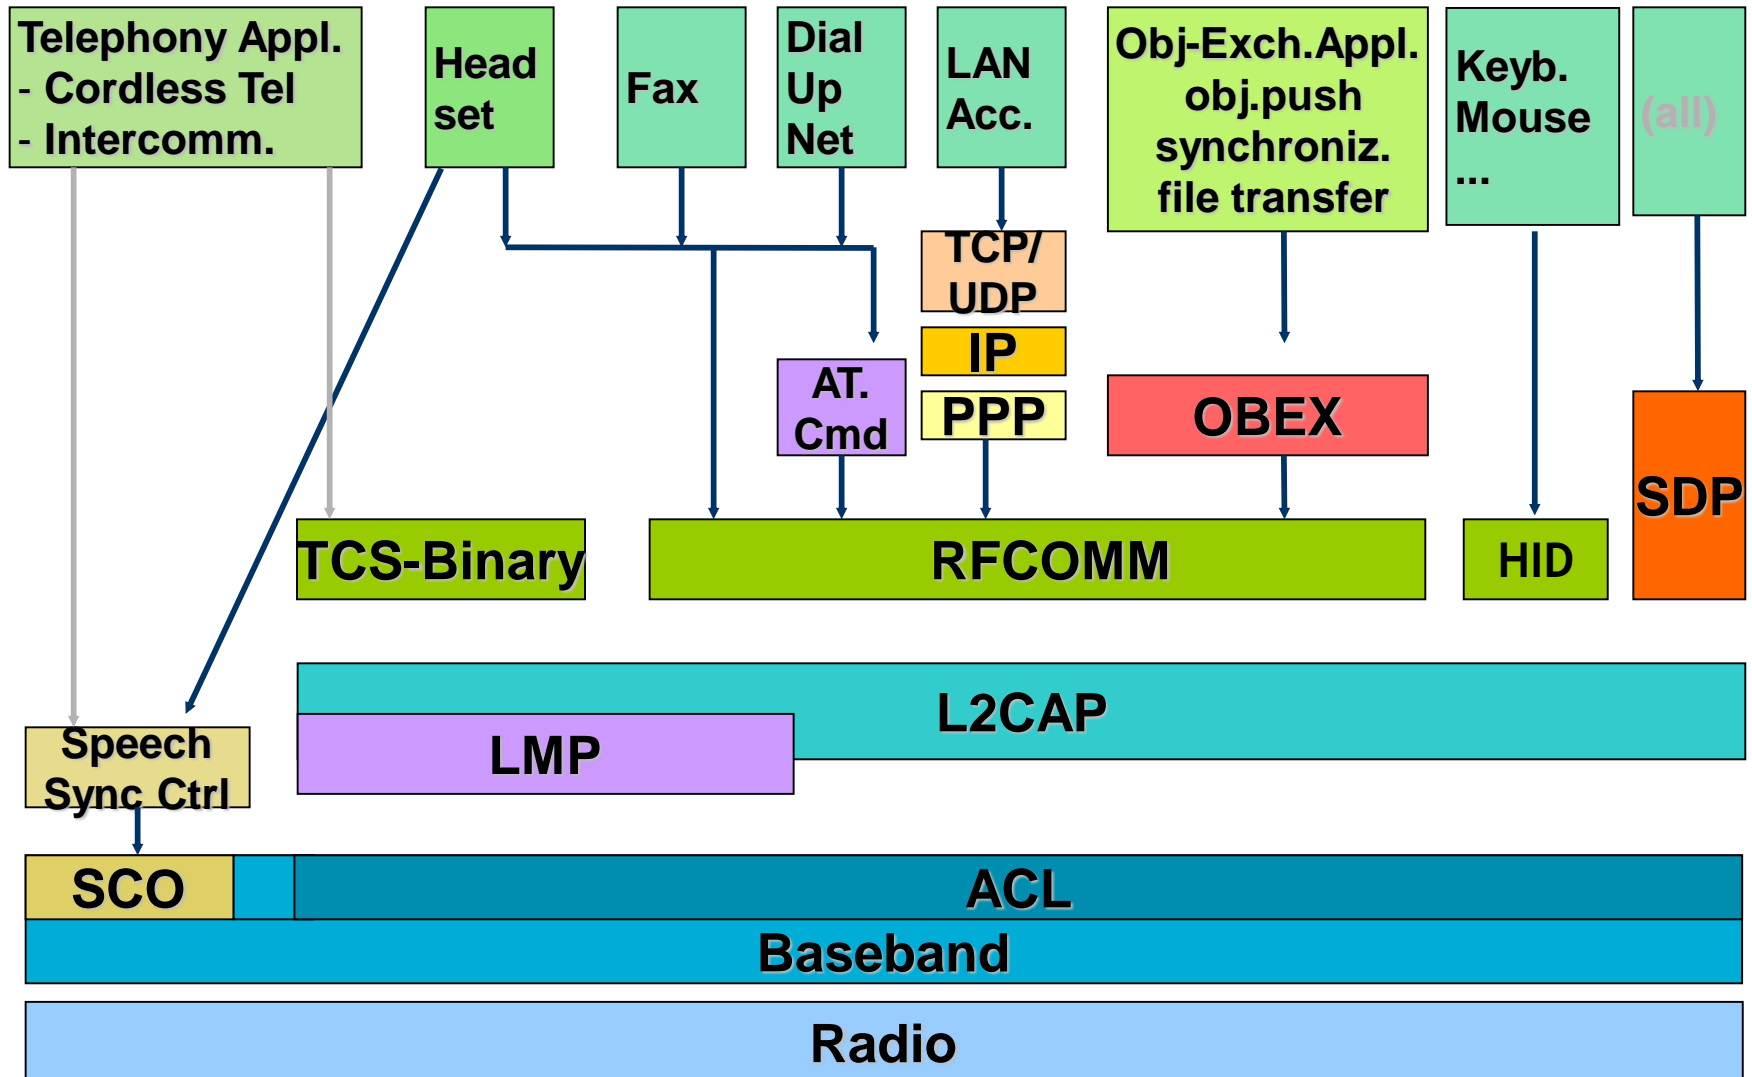 Telephony Appl.
- Cordless Tel
- Intercomm.
Head
set
Fax
Dial
Up
Net
LAN
Acc.
Obj-Exch.Appl.
obj.push
synchroniz.
file transfer
Keyb.
Mouse
...
(all)
TCP/
UDP
IP
PPP
AT.
Cmd
OBEX
SDP
TCS-Binary
RFCOMM
HID
L2CAP
LMP
Speech
Sync Ctrl
SCO
ACL
Baseband
Radio